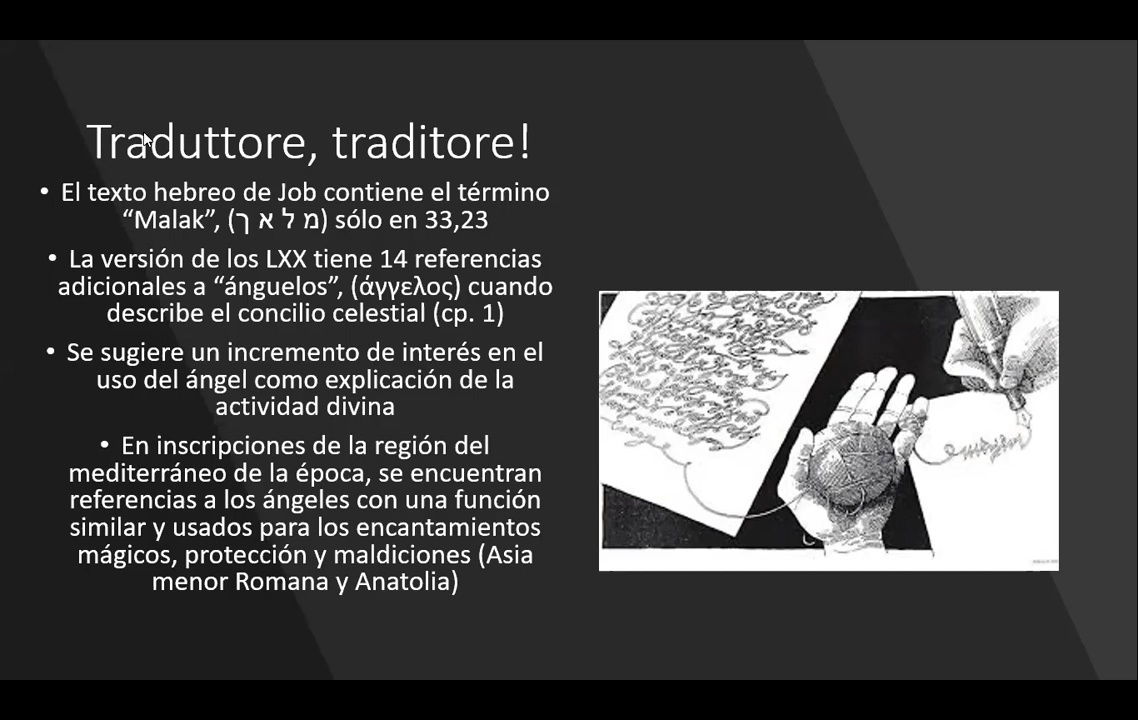 Traduttore, traditore!
• El texto hebreo de Job contiene el término
“Malak”, (מ ל א ך) sólo en 33,23
• La versión de los LXX tiene 14 referencias
adicionales a “ánguelos”, (ἁγγελος) cuando
describe el concilio celestial (cp. 1)
• Se sugiere un incremento de interés en el
uso del ángel como explicación de la
actividad divina
• En inscripciones de la región del
mediterráneo de la época, se encuentran
referencias a los ángeles con una función
similar y usados para los encantamientos
mágicos, protección y maldiciones (Asia
menor Romana y Anatolia)